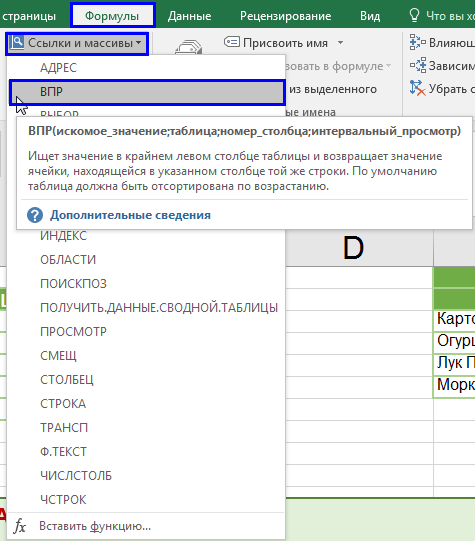 страницы Формулы Данные Рецензирование Вид Что вы хо
Ссылки и массивы Присвоить имя Влияющ
АДРЕС зовать в формуле Зависим
ВПР из выделенного Убрать с
ВЫБОР ые имена
ВПР(искомое_значение;таблица;номер_столбца;интервальный_просмотр)
Ищет значение в крайнем левом столбце таблицы и возвращает значение
ячейки, находящейся в указанном столбце той же строки. По умолчанию
таблица должна быть отсортирована по возрастанию.
Дополнительные сведения
ИНДЕКС D
ОБЛАСТИ
ПОИСКПОЗ
ПОЛУЧИТЬ.ДАННЫЕ.СВОДНОЙ.ТАБЛИЦЫ
ПРОСМОТР Карто
СМЕЩ Огурц
СТОЛБЕЦ Лук П
СТРОКА Морк
ТРАНСП
Ф.ТЕКСТ
ЧИСЛСТОЛБ
ЧСТРОК
fx Вставить функцию...